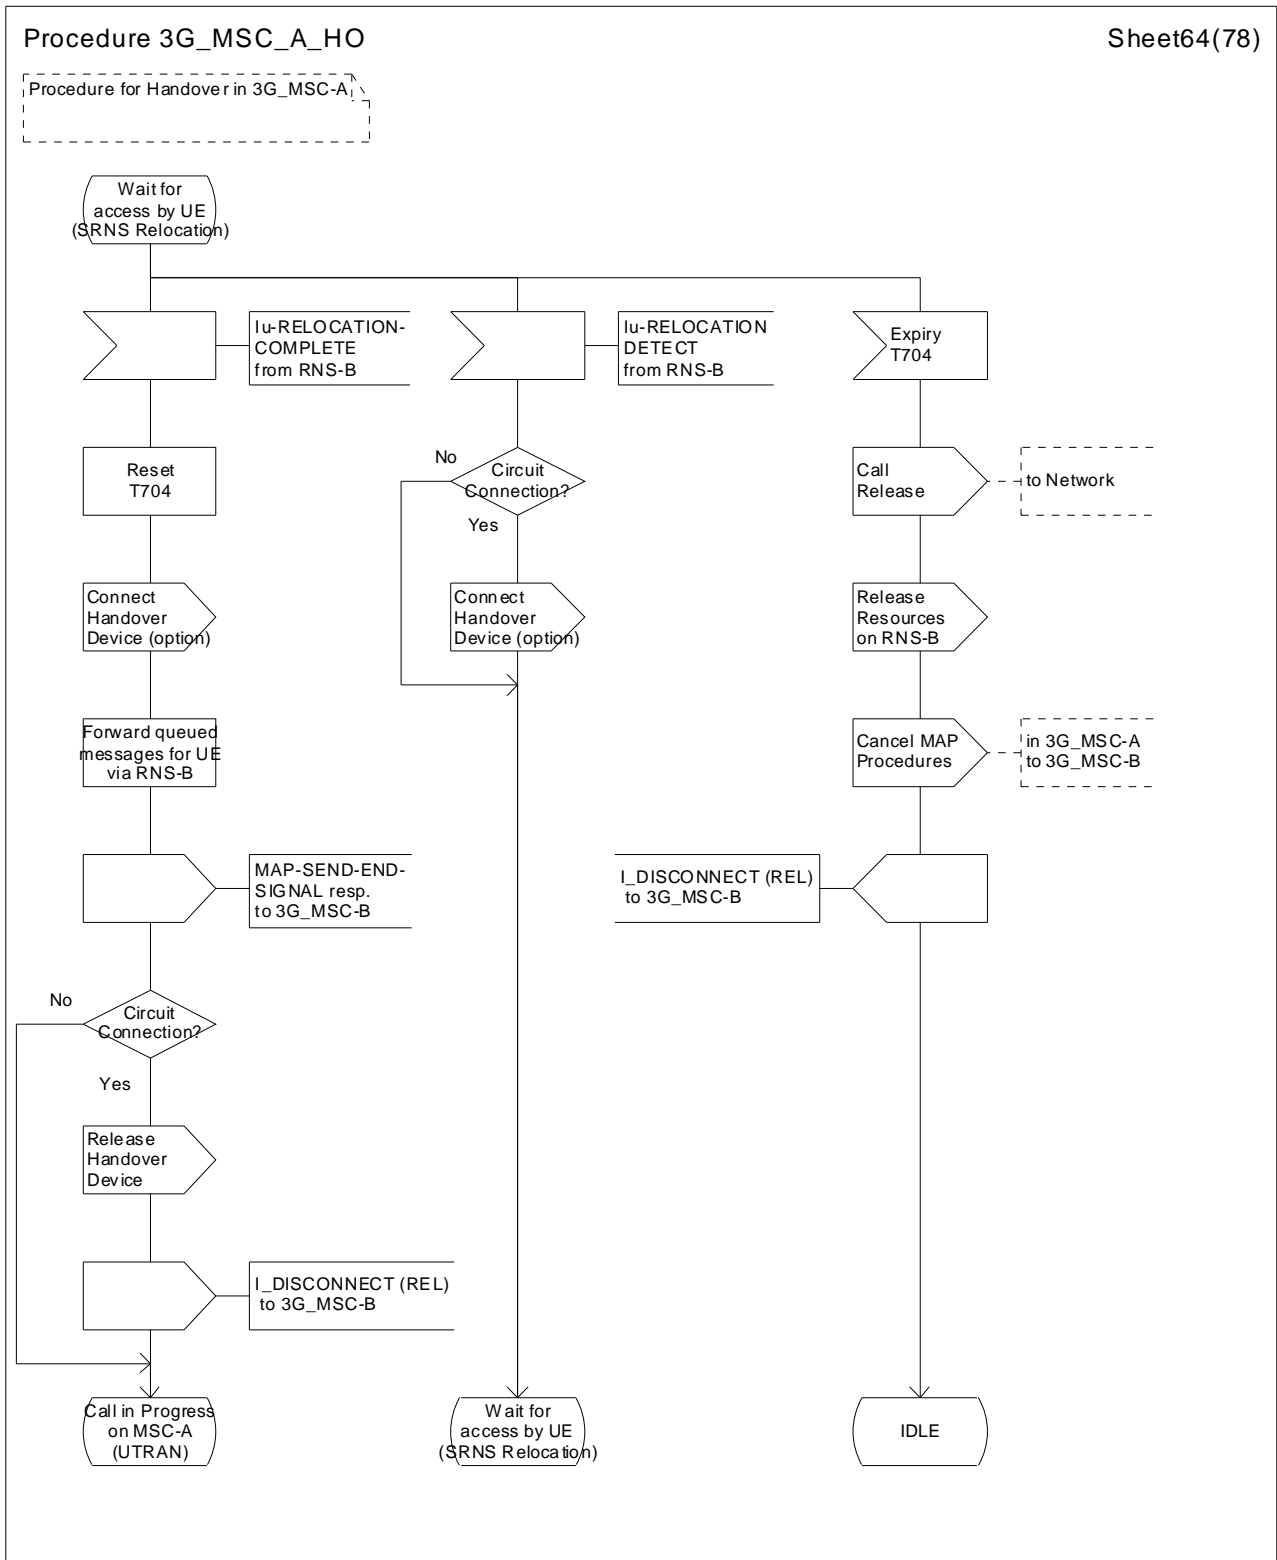 Procedure 3G_MSC_A_HO
Sheet64(78)
Procedure for Handover in 3G_MSC-A
Wait for
access by UE
(SRNS Relocation)
Iu-RELOCATION-
COMPLETE
from RNS-B
Iu-RELOCATION
DETECT
from RNS-B
Expiry
T704
Reset
T704
No
Circuit
Connection?
Yes
Call
Release
to Network
Connect
Handover
Device (option)
Connect
Handover
Device (option)
Release
Resources
on RNS-B
Forward queued
messages for UE
via RNS-B
Cancel MAP
Procedures
in 3G_MSC-A
to 3G_MSC-B
MAP-SEND-END-
SIGNAL resp.
to 3G_MSC-B
I_DISCONNECT (REL)
to 3G_MSC-B
No
Circuit
Connection?
Yes
Release
Handover
Device
I_DISCONNECT (REL)
to 3G_MSC-B
Call in Progress
on MSC-A
(UTRAN)
Wait for
access by UE
(SRNS Relocation)
IDLE